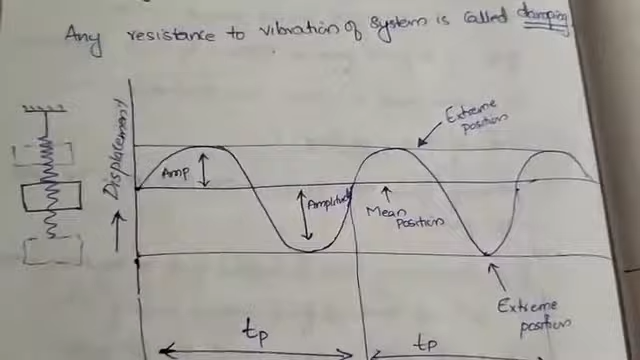 Any resistance to vibration of system is called damping
Displacement
Extreme
position
Amp
Amplitude
Mean
Position
Extreme
position
tp
tp